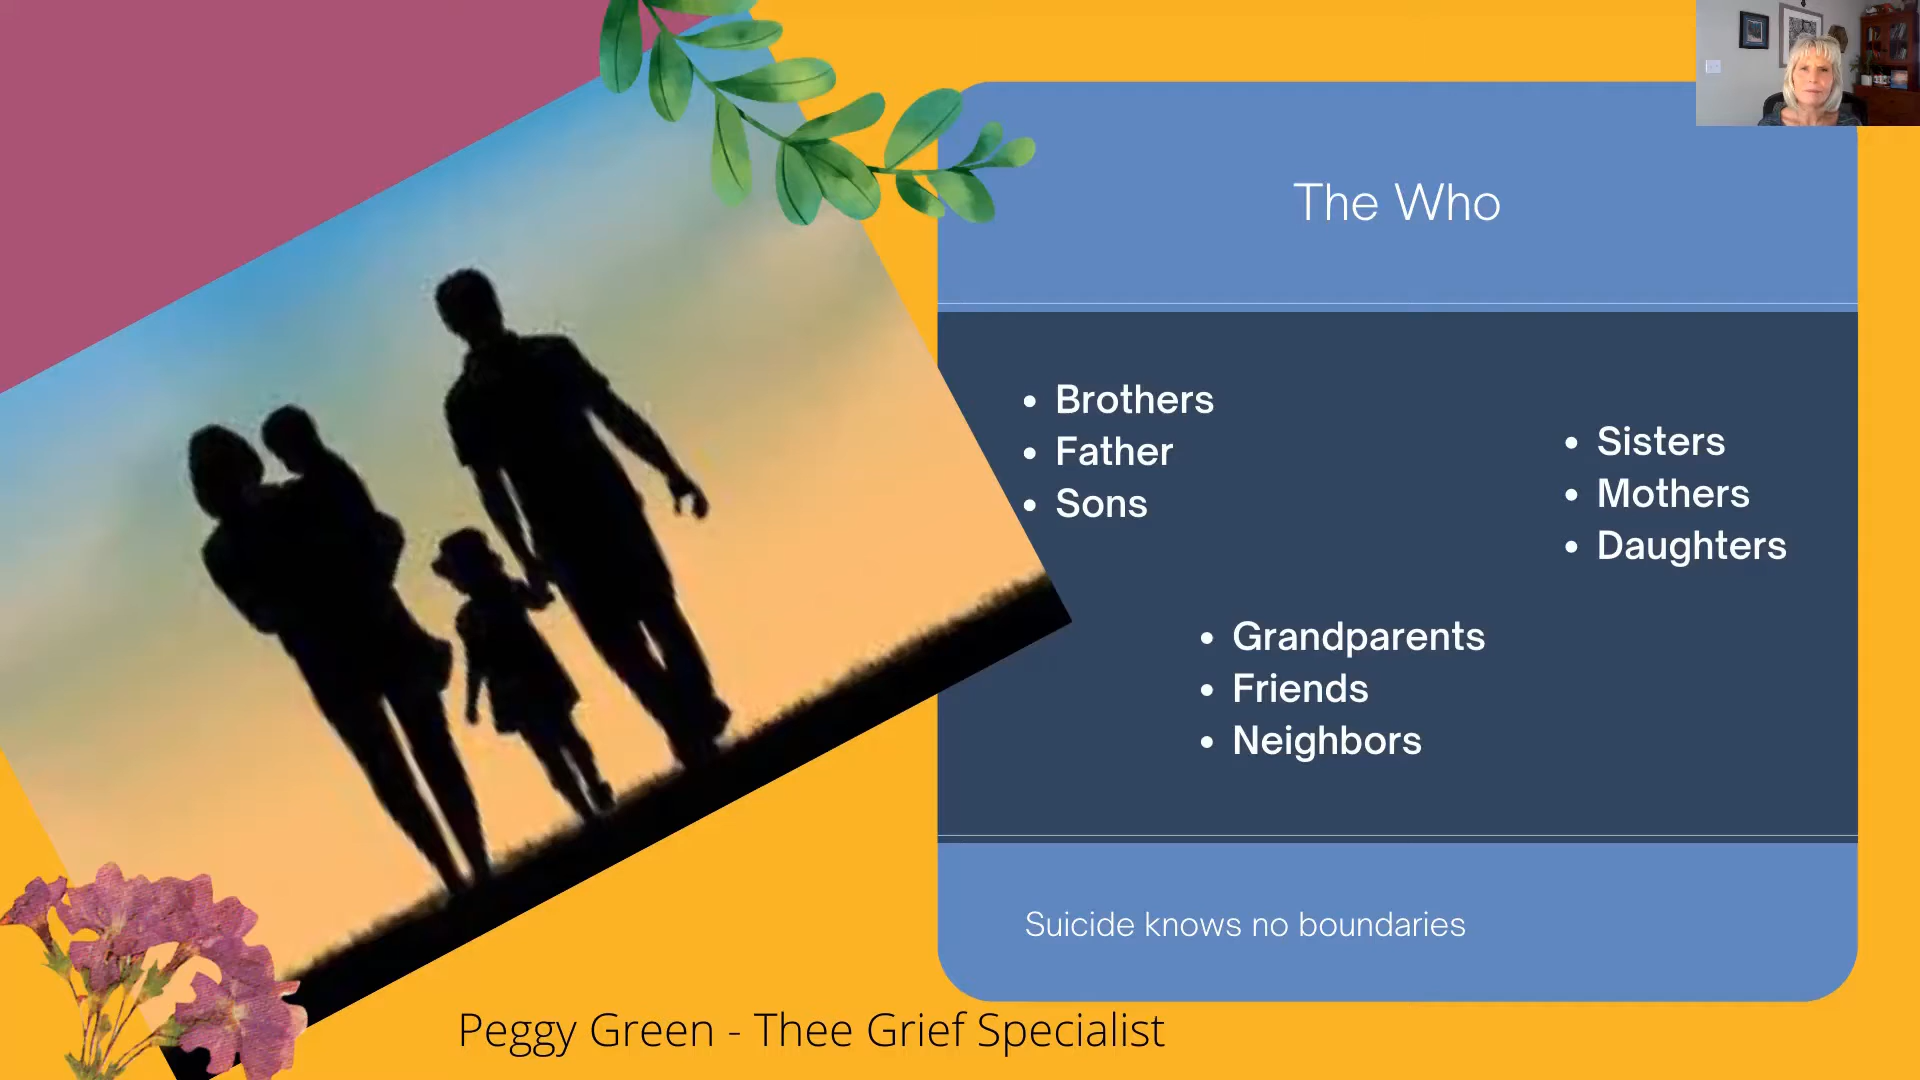 The Who
• Brothers
• Father
• Sons
• Sisters
• Mothers
• Daughters
• Grandparents
• Friends
• Neighbors
Suicide knows no boundaries
Peggy Green - Thee Grief Specialist